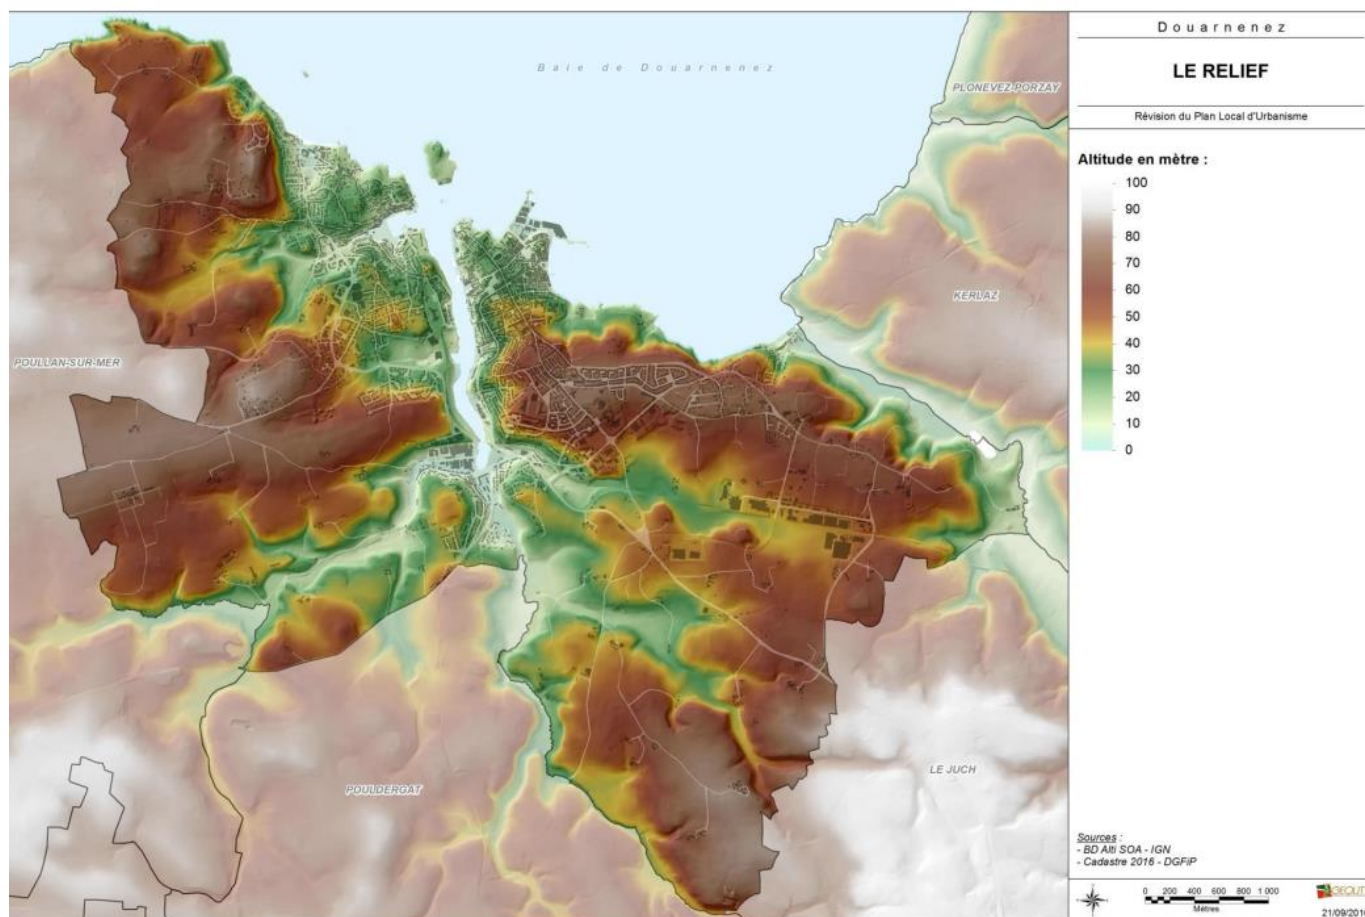 Douarnenez
LE RELIEF
Révision du Plan Local d'Urbanisme
Altitude en mètre :
100
90
80
70
60
50
40
30
20
10
0
Baie de Douarnenez
PLONEVEZ-PORZAY
KERLAZ
POULLAN-SUR-MER
POULDERGAT
LE JUCH
Sources :
- BD Alti SOA - IGN
- Cadastre 2016 - DGFiP
0 200 400 600 800 1 000
Mètres
GEOLIT